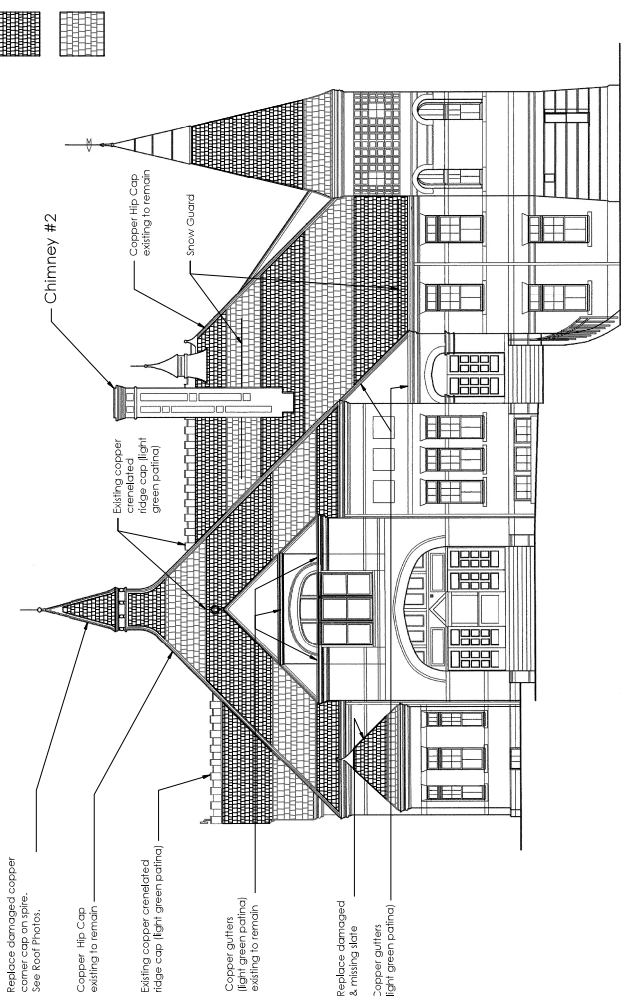 Chimney #2
Copper Hip Cap
existing to remain
Snow Guard
Existing copper
crenelated
ridge cap (light
green patina)
Replace damaged copper
corner cap on spire.
See Roof Photos.
Copper Hip Cap
existing to remain
Existing copper crenelated
ridge cap (light green patina)
Copper gutters
(light green patina)
existing to remain
Replace damaged
& missing slate
Copper gutters
(light green patina)